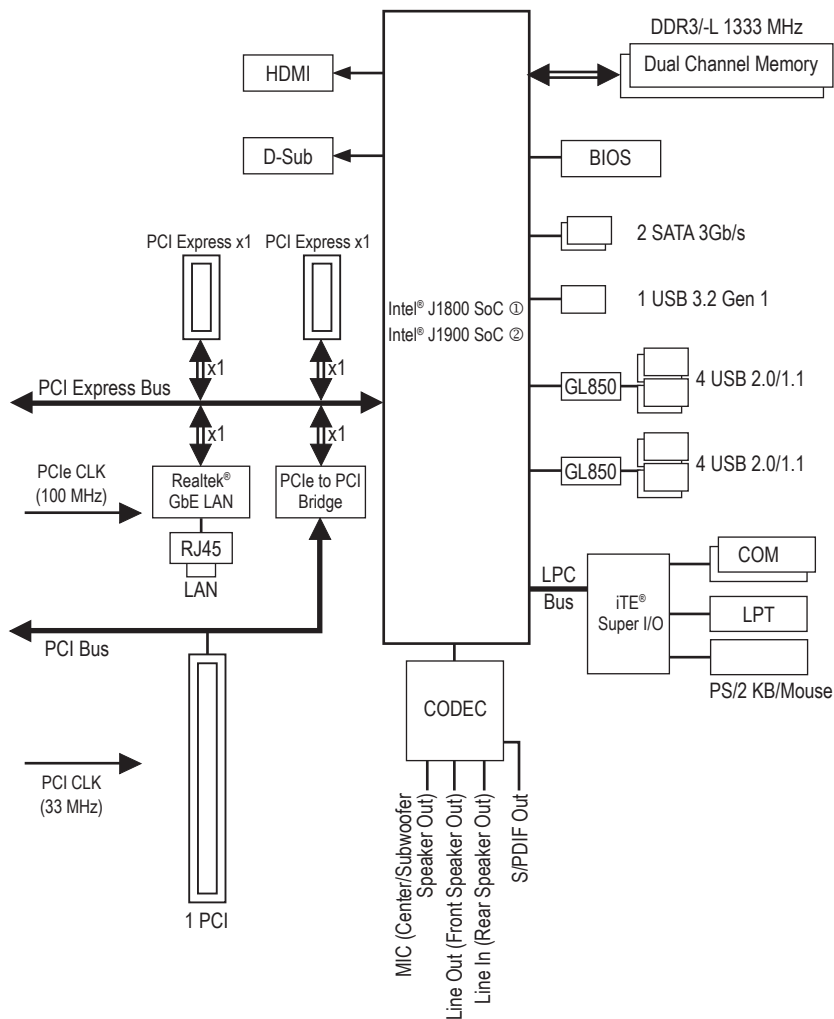 DDR3/-L 1333 MHz
Dual Channel Memory
HDMI
D-Sub
BIOS
PCI Express x1
PCI Express x1
2 SATA 3Gb/s
1 USB 3.2 Gen 1
Intel® J1800 SoC ①
Intel® J1900 SoC ②
x1
x1
PCI Express Bus
GL850
4 USB 2.0/1.1
x1
x1
PCIe CLK
(100 MHz)
Realtek®
GbE LAN
PCIe to PCI
Bridge
GL850
4 USB 2.0/1.1
RJ45
LAN
LPC
Bus
iTE®
Super I/O
COM
LPT
PS/2 KB/Mouse
PCI Bus
CODEC
PCI CLK
(33 MHz)
1 PCI
MIC (Center/Subwoofer
Speaker Out)
Line Out (Front Speaker Out)
Line In (Rear Speaker Out)
S/PDIF Out